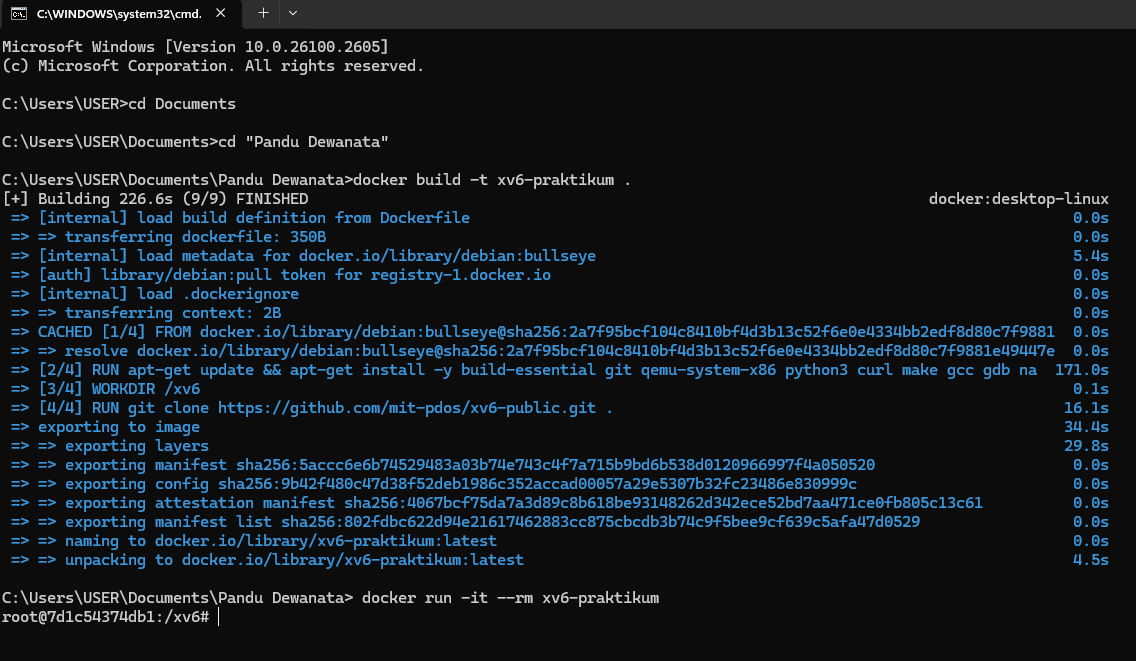 C:\WINDOWS\system32\cmd.
Microsoft Windows [Version 10.0.26100.2605]
(c) Microsoft Corporation. All rights reserved.
C:\Users\USER>cd Documents
C:\Users\USER\Documents>cd "Pandu Dewanata"
C:\Users\USER\Documents\Pandu Dewanata>docker build -t xv6-praktikum .
[+] Building 226.6s (9/9) FINISHED docker:desktop-linux
=> [internal] load build definition from Dockerfile 0.0s
=> => transferring dockerfile: 350B 0.0s
=> [internal] load metadata for docker.io/library/debian:bullseye 5.4s
=> [auth] library/debian:pull token for registry-1.docker.io 0.0s
=> [internal] load .dockerignore 0.0s
=> => transferring context: 2B 0.0s
=> CACHED [1/4] FROM docker.io/library/debian:bullseye@sha256:2a7f95bcf104c8410bf4d3b13c52f6e0e4334bb2edf8d80c7f9881 0.0s
=> => resolve docker.io/library/debian:bullseye@sha256:2a7f95bcf104c8410bf4d3b13c52f6e0e4334bb2edf8d80c7f9881e49447e 0.0s
=> [2/4] RUN apt-get update && apt-get install -y build-essential git qemu-system-x86 python3 curl make gcc gdb na 171.0s
=> [3/4] WORKDIR /xv6 0.1s
=> [4/4] RUN git clone https://github.com/mit-pdos/xv6-public.git . 16.1s
=> exporting to image 34.4s
=> => exporting layers 29.8s
=> => exporting manifest sha256:5accc6e6b74529483a03b74e743c4f7a715b9bd6b538d0120966997f4a050520 0.0s
=> => exporting config sha256:9b42f480c47d38f52deb1986c352accad00057a29e5307b32fc23486e830999c 0.0s
=> => exporting attestation manifest sha256:4067bcf75da7a3d89c8b618be93148262d342ece52bd7aa471ce0fb805c13c61 0.0s
=> => exporting manifest list sha256:802fdbc622d94e21617462883cc875cbcdb3b74c9f5bee9cf639c5afa47d0529 0.0s
=> => naming to docker.io/library/xv6-praktikum:latest 0.0s
=> => unpacking to docker.io/library/xv6-praktikum:latest 4.5s
C:\Users\USER\Documents\Pandu Dewanata> docker run -it --rm xv6-praktikum
root@7d1c54374db1:/xv6#